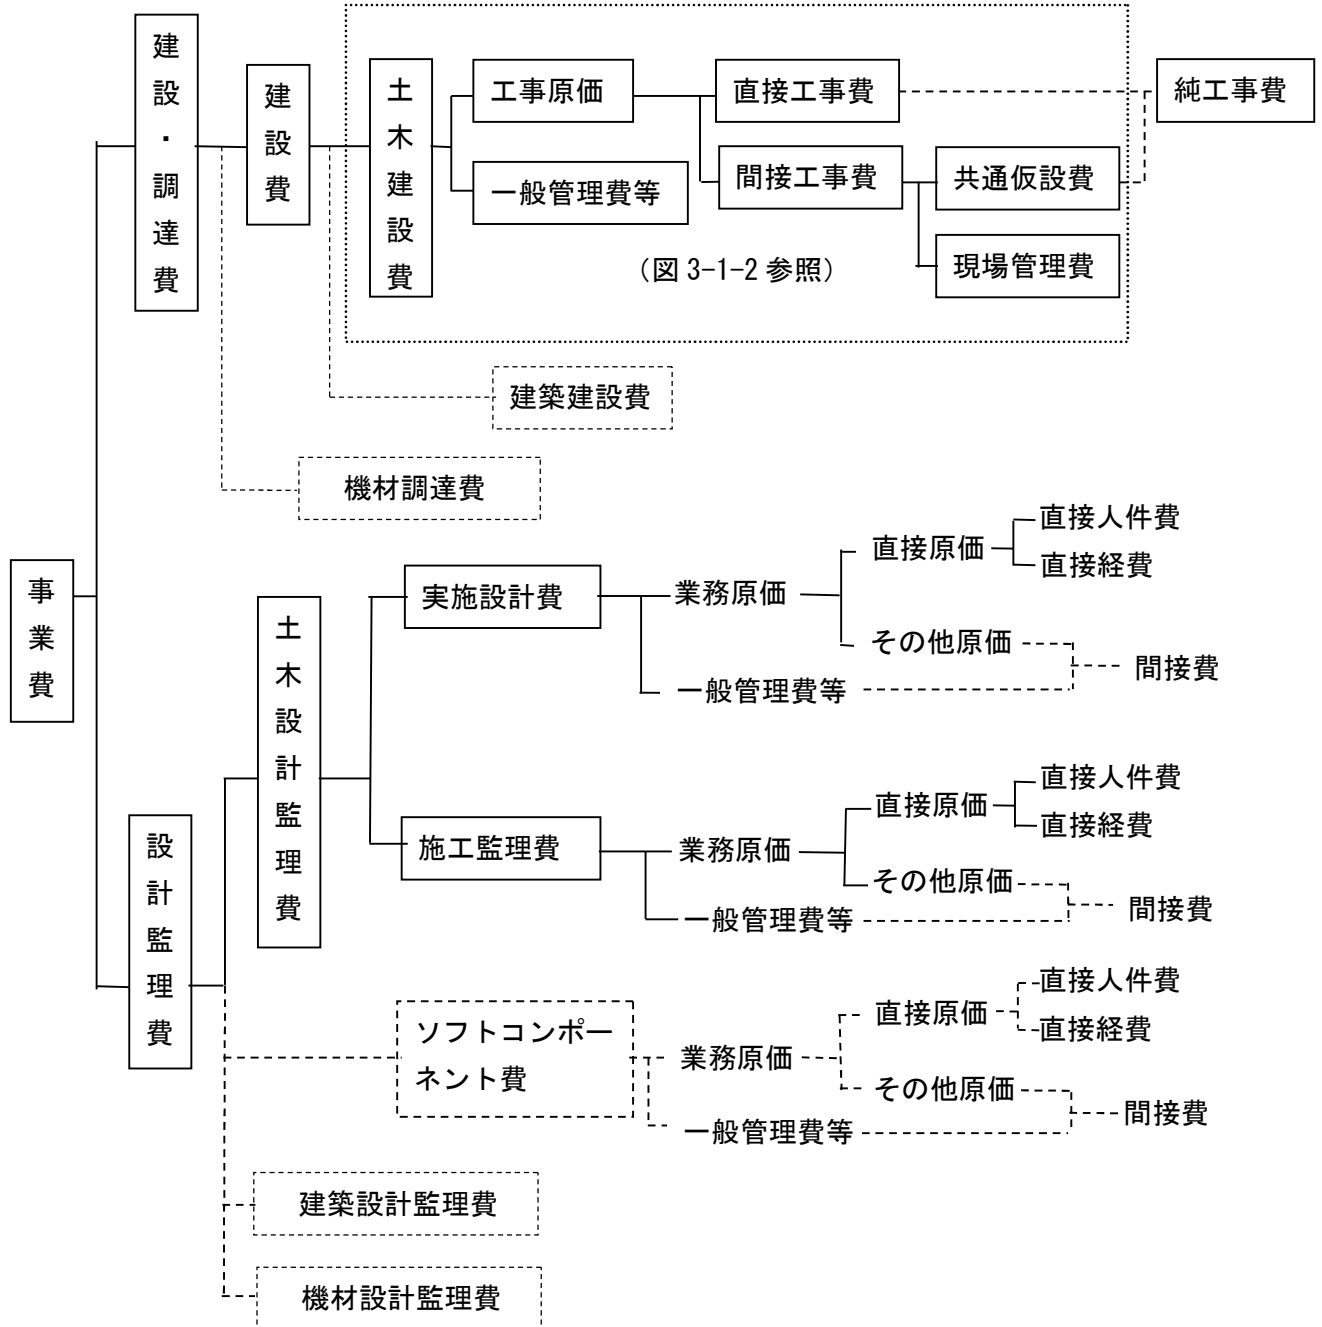 事業費
建設・調達費
建設費
土木建設費
工事原価
直接工事費
純工事費
一般管理費等
間接工事費
共通仮設費
(図 3-1-2 参照)
現場管理費
建築建設費
機材調達費
設計監理費
土木設計監理費
実施設計費
業務原価
直接原価
直接人件費
直接経費
その他原価
一般管理費等
間接費
施工監理費
業務原価
直接原価
直接人件費
直接経費
その他原価
一般管理費等
間接費
ソフトコンポー
ネント費
業務原価
直接原価
直接人件費
直接経費
その他原価
一般管理費等
間接費
建築設計監理費
機材設計監理費